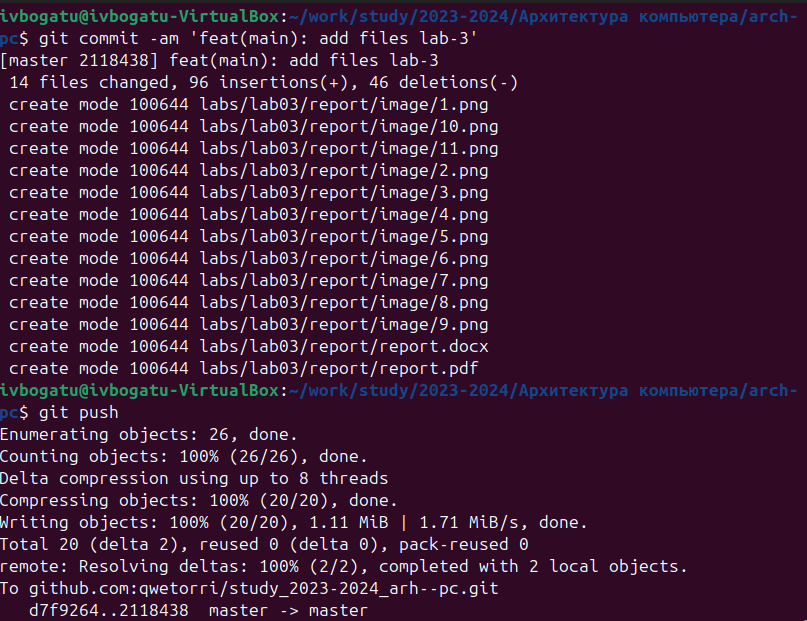 ivbogatu@ivbogatu-VirtualBox:~/work/study/2023-2024/Архитектура компьютера/arch-
pc$ git commit -am 'feat(main): add files lab-3'
[master 2118438] feat(main): add files lab-3
 14 files changed, 96 insertions(+), 46 deletions(-)
 create mode 100644 labs/lab03/report/image/1.png
 create mode 100644 labs/lab03/report/image/10.png
 create mode 100644 labs/lab03/report/image/11.png
 create mode 100644 labs/lab03/report/image/2.png
 create mode 100644 labs/lab03/report/image/3.png
 create mode 100644 labs/lab03/report/image/4.png
 create mode 100644 labs/lab03/report/image/5.png
 create mode 100644 labs/lab03/report/image/6.png
 create mode 100644 labs/lab03/report/image/7.png
 create mode 100644 labs/lab03/report/image/8.png
 create mode 100644 labs/lab03/report/image/9.png
 create mode 100644 labs/lab03/report/report.docx
 create mode 100644 labs/lab03/report/report.pdf
ivbogatu@ivbogatu-VirtualBox:~/work/study/2023-2024/Архитектура компьютера/arch-
pc$ git push
Enumerating objects: 26, done.
Counting objects: 100% (26/26), done.
Delta compression using up to 8 threads
Compressing objects: 100% (20/20), done.
Writing objects: 100% (20/20), 1.11 MiB | 1.71 MiB/s, done.
Total 20 (delta 2), reused 0 (delta 0), pack-reused 0
remote: Resolving deltas: 100% (2/2), completed with 2 local objects.
To github.com:qwetorri/study_2023-2024_arh--pc.git
   d7f9264..2118438  master -> master